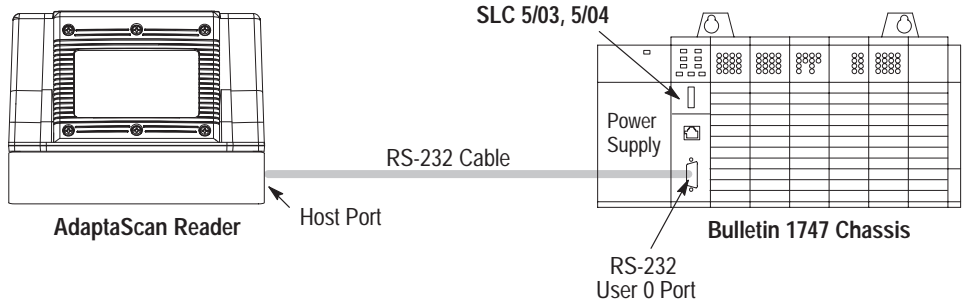 SLC 5/03, 5/04
Power
Supply
RS-232 Cable
Host Port
AdaptaScan Reader
Bulletin 1747 Chassis
RS-232
User 0 Port